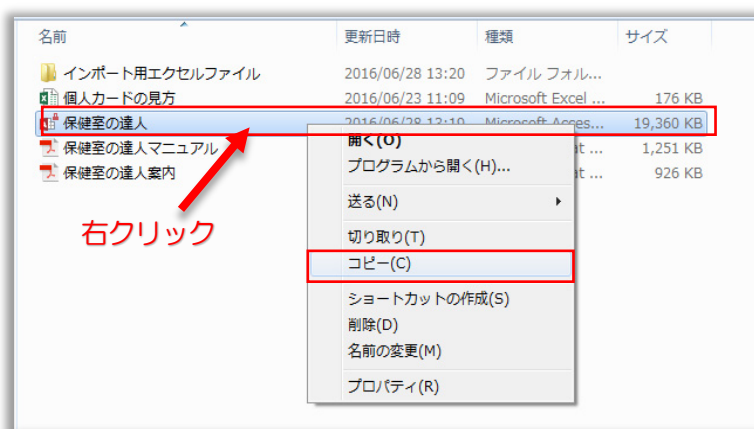 名前 更新日時 種類 サイズ
インポート用エクセルファイル 2016/06/28 13:20 ファイル フォル...
個人カードの見方 2016/06/23 11:09 Microsoft Excel ... 176 KB
保健室の達人 2016/06/28 13:19 Microsoft Acces... 19,360 KB
保健室の達人マニュアル at ... 1,251 KB
保健室の達人案内 at ... 926 KB
右クリック
開く(O)
プログラムから開く(H)...
送る(N)
切り取り(T)
コピー(C)
ショートカットの作成(S)
削除(D)
名前の変更(M)
プロパティ(R)